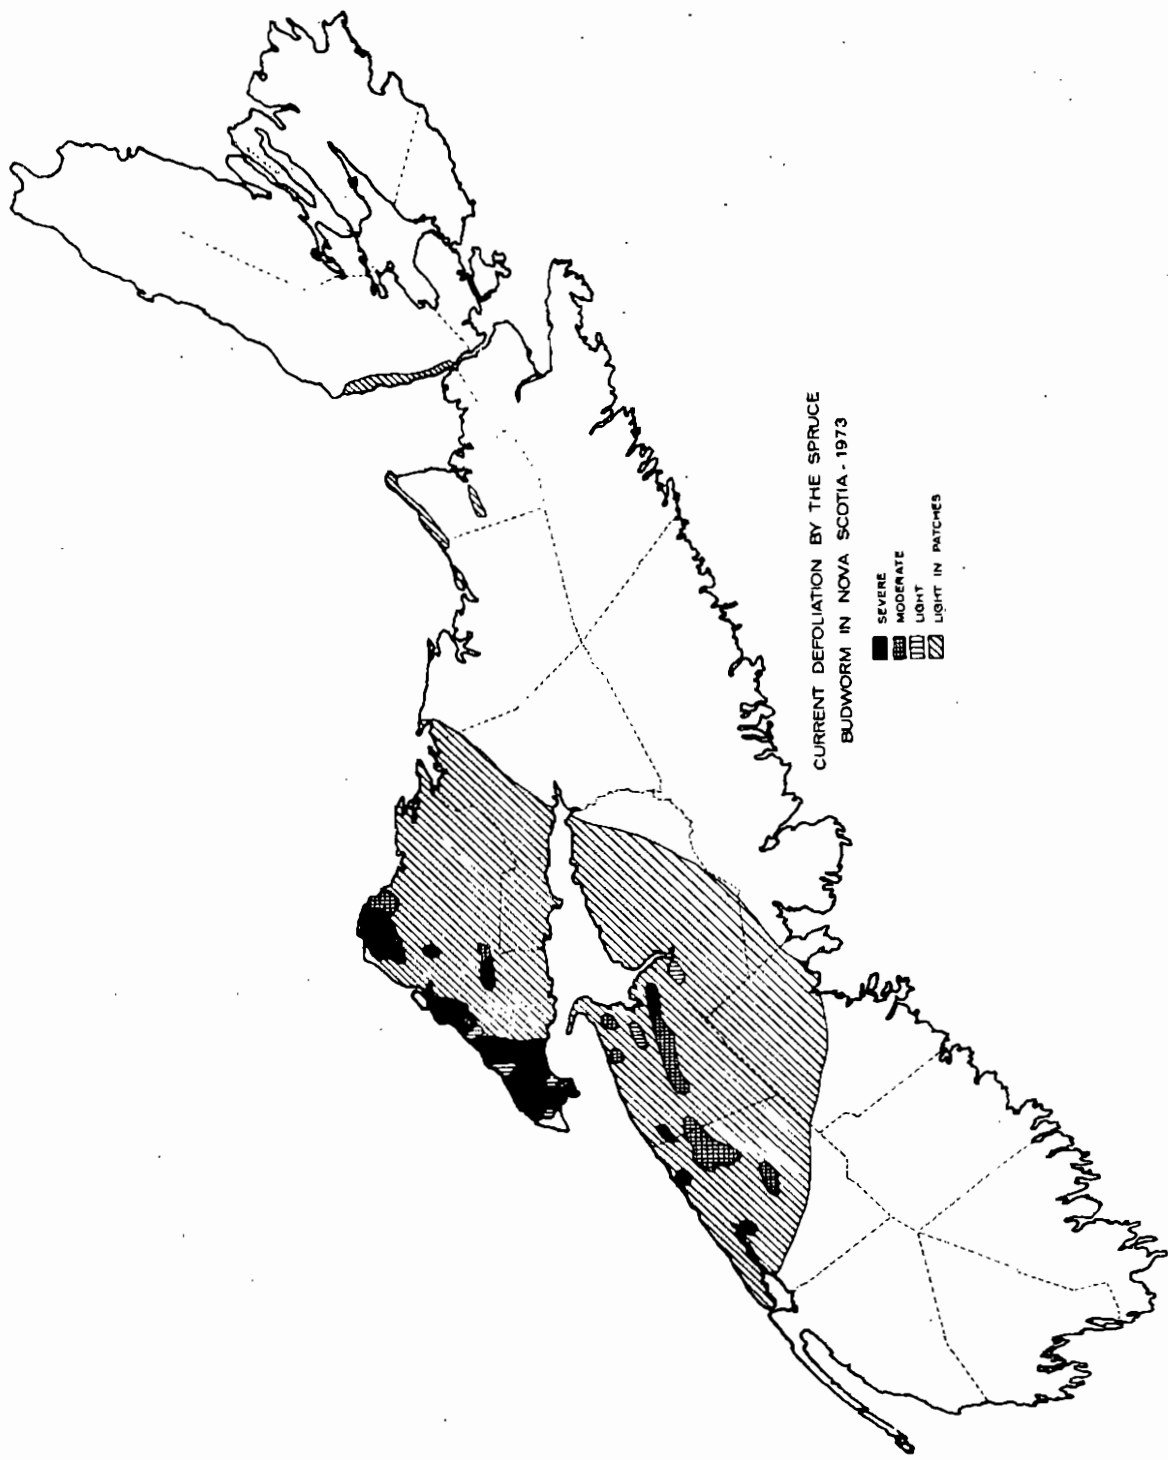 CURRENT DEFOLIATION BY THE SPRUCE
BUDWORM IN NOVA SCOTIA - 1973
SEVERE
MODERATE
LIGHT
LIGHT IN PATCHES